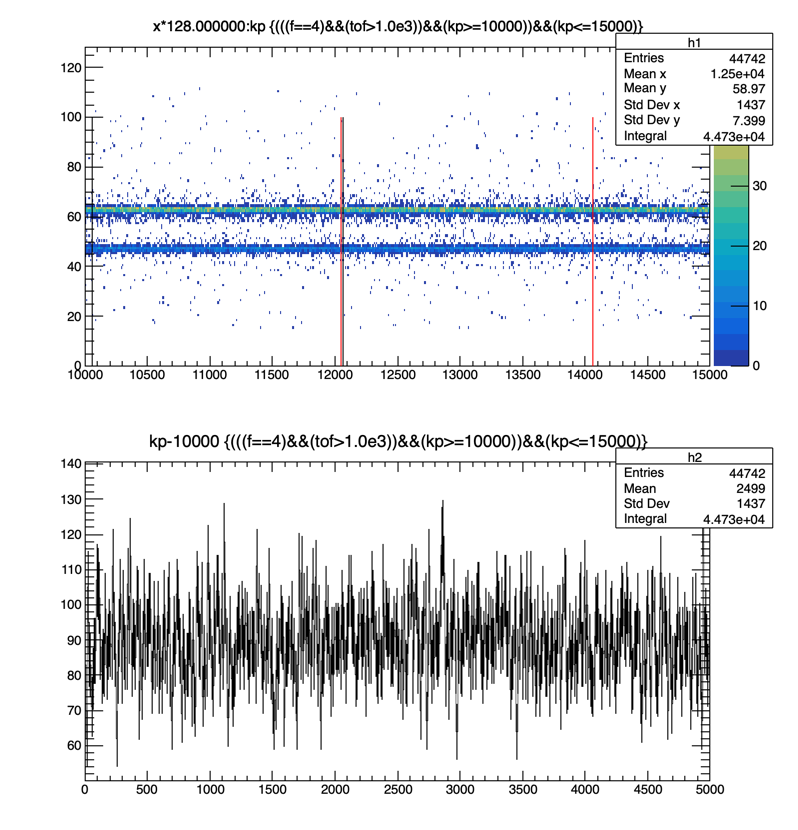 x*128.000000:kp {((((f==4)&&(tof>1.0e3))&&(kp>=10000))&&(kp<=15000)}
h1
Entries 44742
Mean x 1.25e+04
Mean y 58.97
Std Dev x 1437
Std Dev y 7.399
Integral 4.473e+04
120
100
80
60
40
20
0
30
20
10
0
10000 10500 11000 11500 12000 12500 13000 13500 14000 14500 15000
kp-10000 {((((f==4)&&(tof>1.0e3))&&(kp>=10000))&&(kp<=15000)}
h2
Entries 44742
Mean 2499
Std Dev 1437
Integral 4.473e+04
140
130
120
110
100
90
80
70
60
0 500 1000 1500 2000 2500 3000 3500 4000 4500 5000